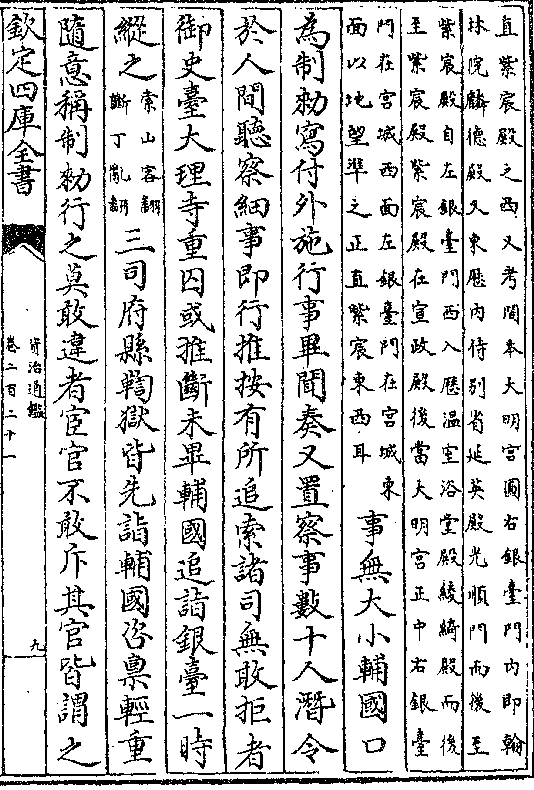 直紫宸殿之西又考閣本大明宮圖右銀臺門內即翰
林院麟德殿又東歷內侍別省延英殿光順門而後至
紫宸殿自左銀臺門西入歷溫室浴堂殿綾綺殿而後
至紫宸殿紫宸殿在宣政殿後當大明宮正中右銀臺
門在宮城西面左銀臺門在宮城東
面以地望準之正直紫宸東西耳
事無大小輔國口
為制敕寫付外施行事畢聞奏又置察事數十人潛令
於人間聽察細事即行推按有所追索諸司無敢拒者
御史臺大理寺重囚或推斷未畢輔國追詣銀臺一時
縱之索山客翻
斷丁亂翻
三司府縣鞫獄皆先詣輔國咨稟輕重
隨意稱制敕行之莫敢違者宦官不敢斥其官皆謂之
欽定四庫全書
資治通鑑
卷二百二十一
九